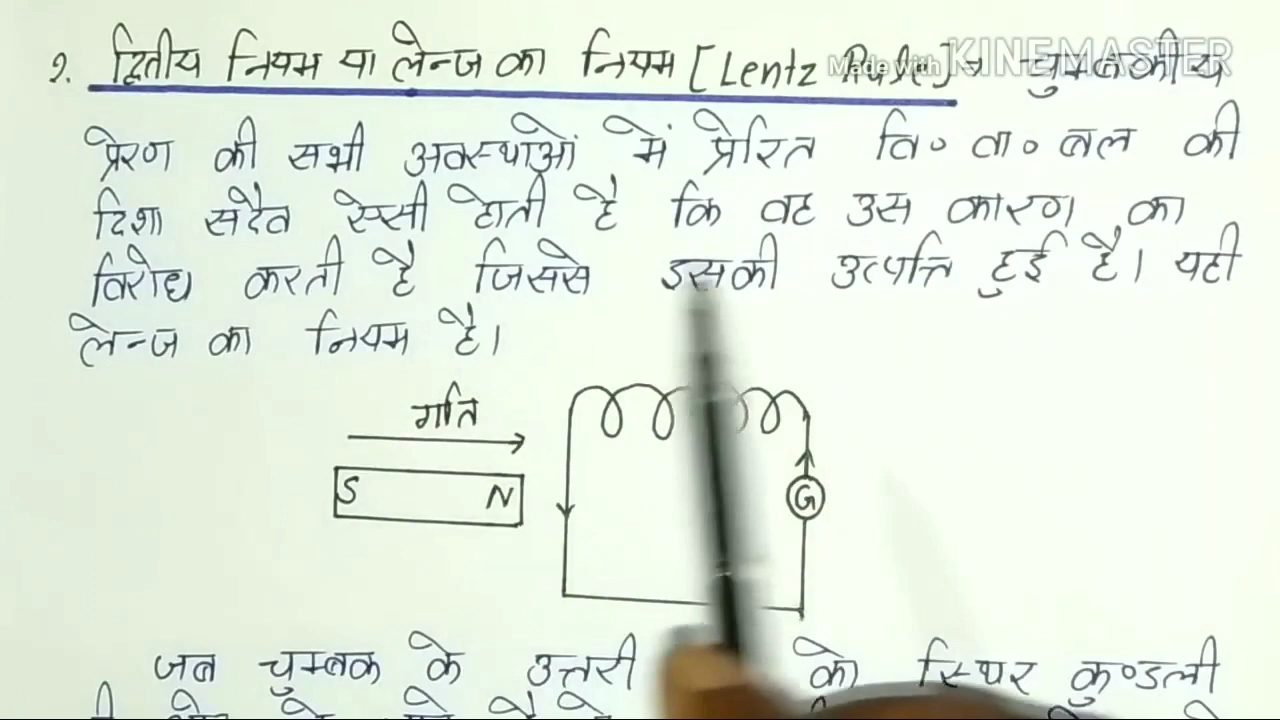 2. द्वितीय नियम या लेन्ज का नियम [Lentz Rule] → चुम्बकीय
Made with KINEMASTER
प्रेरण की सभी अवस्थाओं में प्रेरित वि० वा० बल की
दिशा सदैव ऐसी होती है कि वह उस कारण का
विरोध करती है जिससे इसकी उत्पत्ति हुई है। यही
लेन्ज का नियम है।
गति
S N
G
जब चुम्बक के उत्तरी को स्थिर कुण्डली